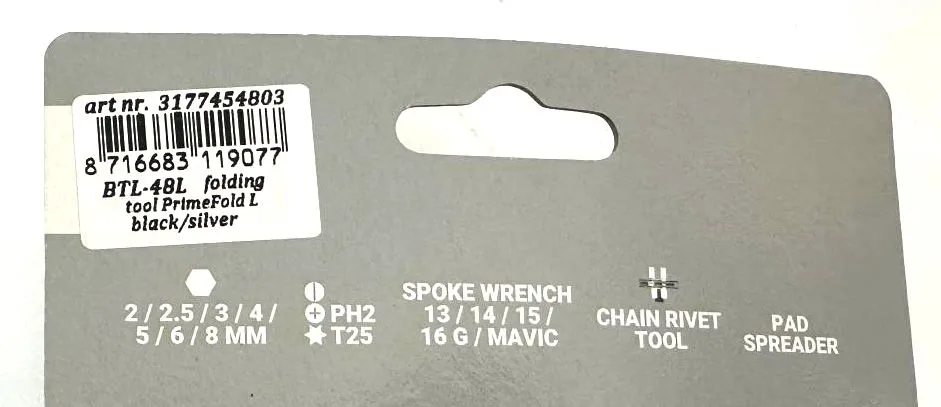 art nr. 3177454803
8 716683 119077
BTL-48L folding
tool PrimeFold L
black/silver
2 / 2.5 / 3 / 4 /
5 / 6 / 8 MM
PH2
T25
SPOKE WRENCH
13 / 14 / 15 /
16 G / MAVIC
CHAIN RIVET
TOOL
PAD
SPREADER